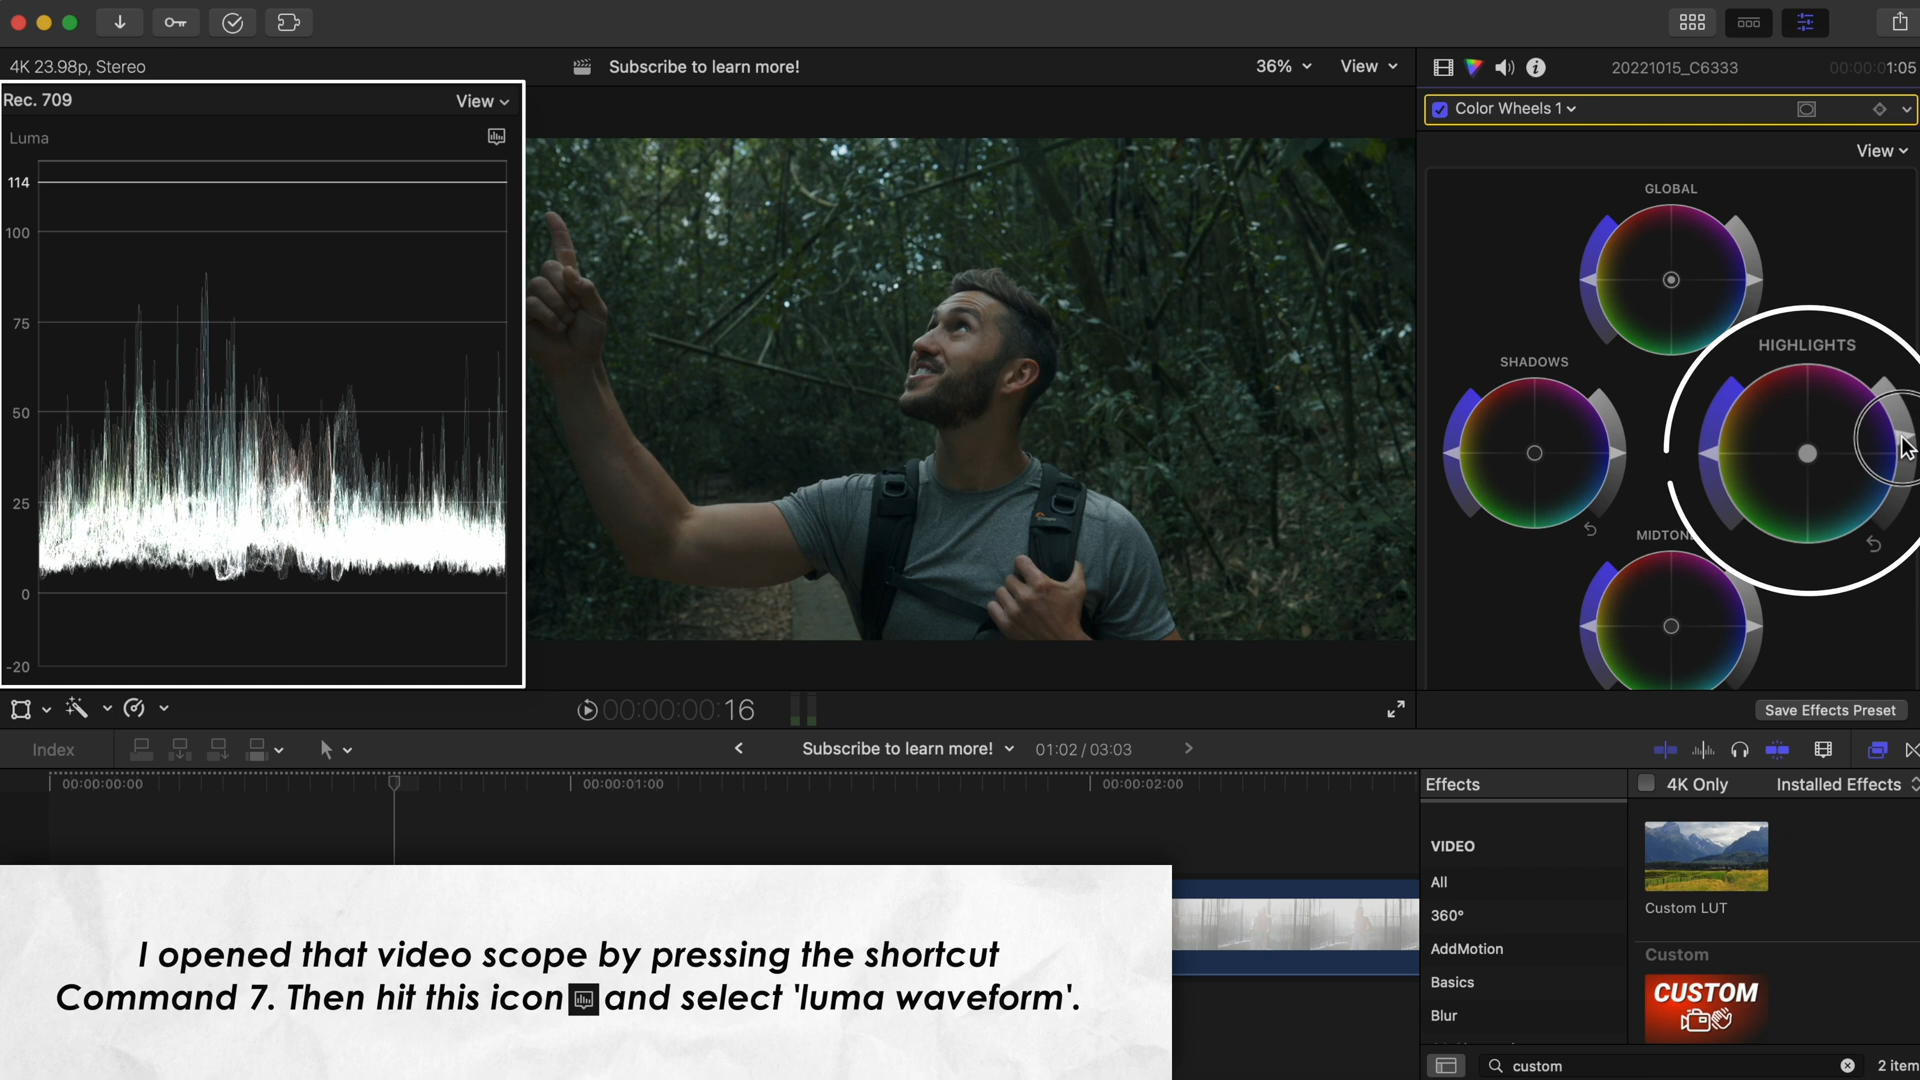 4K 23.98p, Stereo
Subscribe to learn more!
36%
View
20221015_C6333
00:00:01:05
Rec. 709
View
Color Wheels 1
Luma
View
114
100
75
50
25
0
-20
GLOBAL
SHADOWS
HIGHLIGHTS
MIDTON
00:00:00:16
Save Effects Preset
Index
Subscribe to learn more!
01:02 / 03:03
00:00:00:00
00:00:01:00
00:00:02:00
Effects
4K Only
Installed Effects
VIDEO
All
360°
AddMotion
Basics
Blur
Custom LUT
Custom
CUSTOM
custom
2 item
I opened that video scope by pressing the shortcut
Command 7. Then hit this icon and select 'luma waveform'.